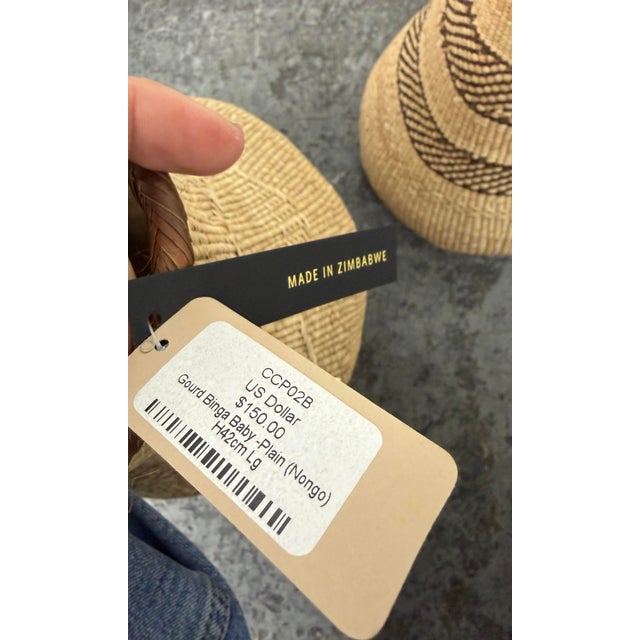 MADE IN ZIMBABWE
CCP02B
US Dollar
$150.00
Gourd Binga Baby -Plain (Nongo)
H42cm Lg